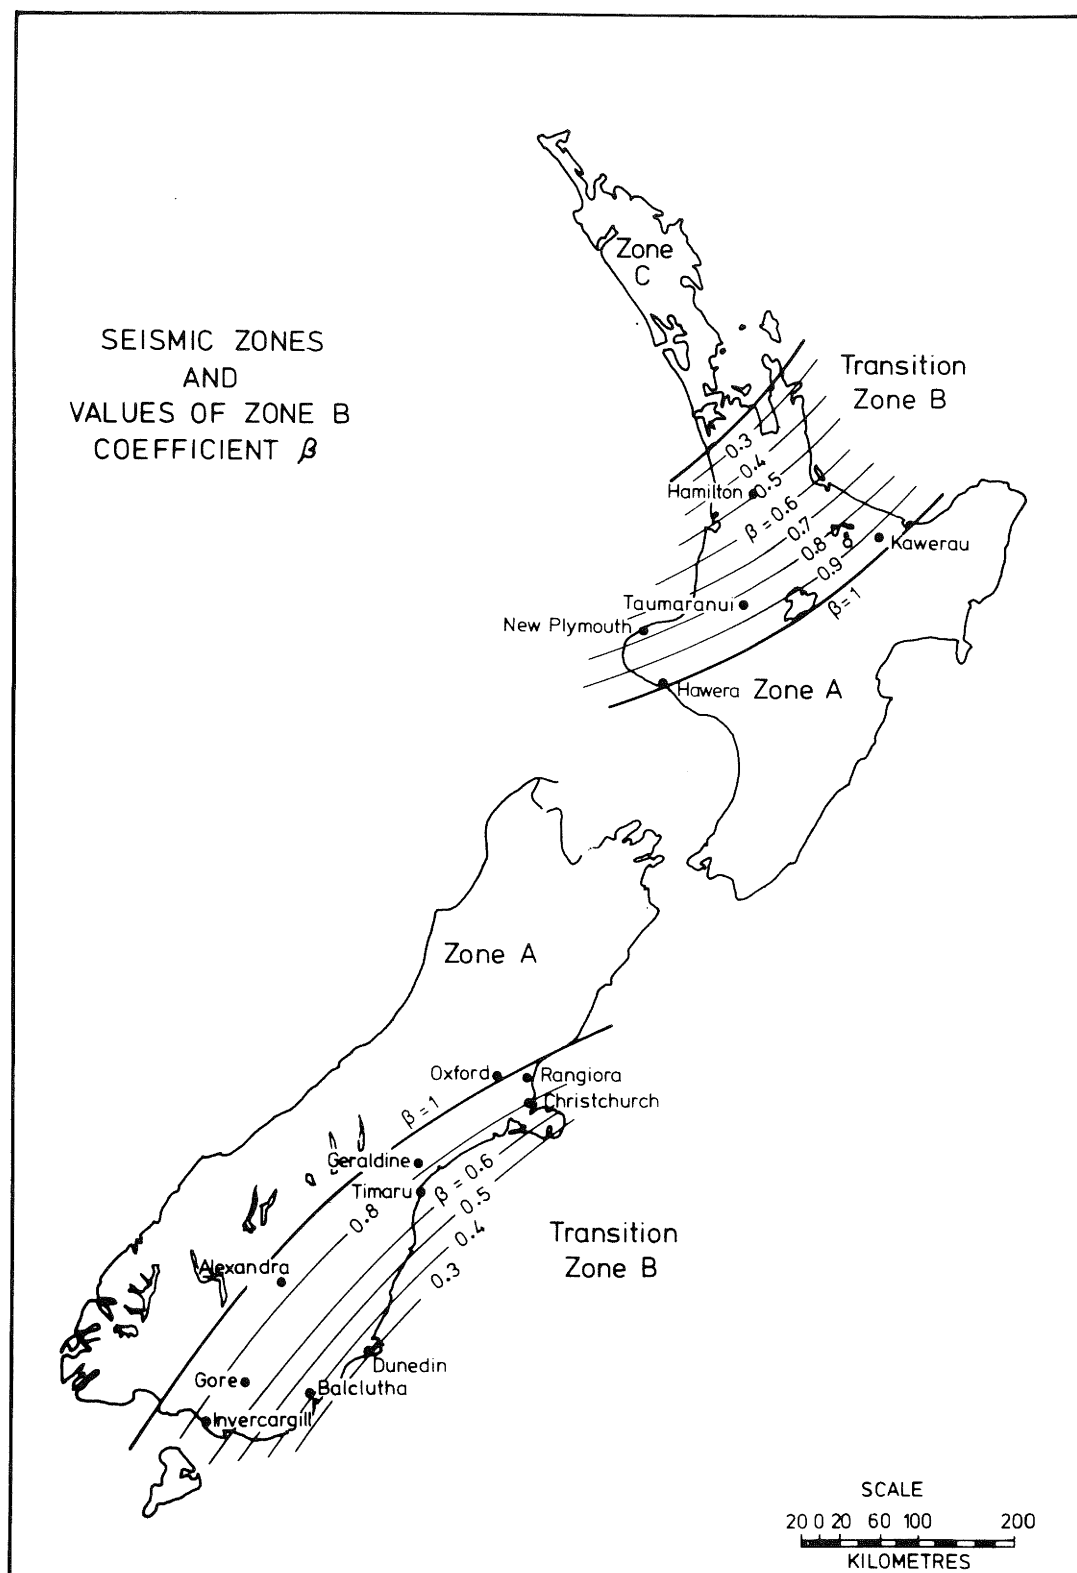 SEISMIC ZONES
AND
VALUES OF ZONE B
COEFFICIENT β
Zone
C
Transition
Zone B
0.3
0.4
Hamilton
0.5
β = 0.6
0.7
0.8
0.9
β=1
Kawerau
Taumaranui
New Plymouth
Hawera
Zone A
Zone A
Oxford
Rangiora
β=1
Christchurch
Geraldine
Timaru
β = 0.6
0.5
0.4
0.3
0.8
Transition
Zone B
Alexandra
Dunedin
Gore
Balclutha
Invercargill
SCALE
20 0 20 60 100 200
KILOMETRES